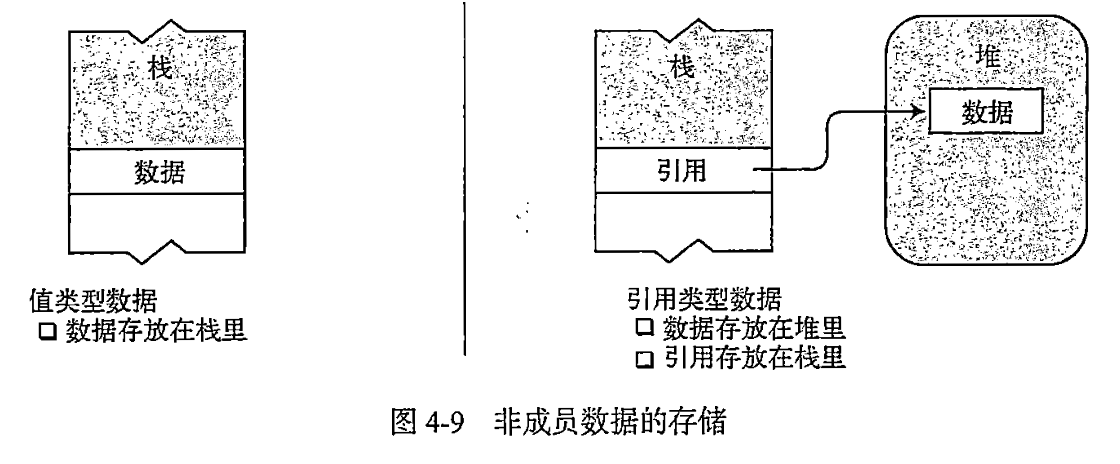 栈
数据
值类型数据
□ 数据存放在栈里
栈
引用
堆
数据
引用类型数据
□ 数据存放在堆里
□ 引用存放在栈里
图 4-9 非成员数据的存储